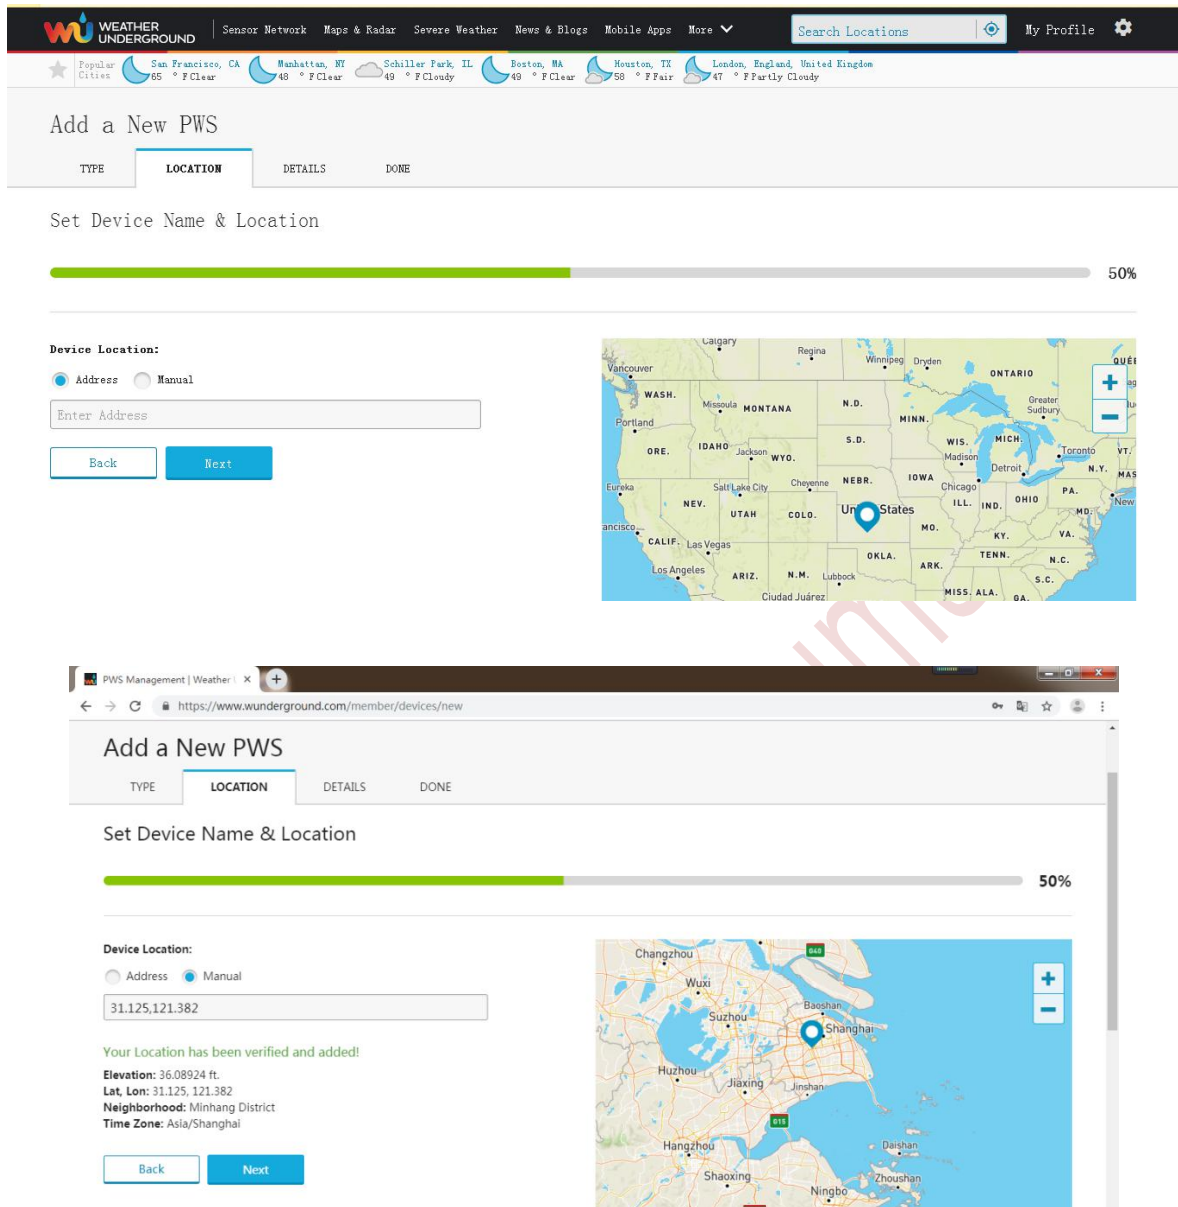 WEATHER UNDERGROUND Sensor Network Maps & Radar Severe Weather News & Blogs Mobile Apps More Search Locations My Profile
Popular Cities San Francisco, CA 65 °F Clear Manhattan, NY 48 °F Clear Schiller Park, IL 49 °F Cloudy Boston, MA 49 °F Clear Houston, TX 58 °F Fair London, England, United Kingdom 47 °F Partly Cloudy
Add a New PWS
TYPE LOCATION DETAILS DONE
Set Device Name & Location
50%
Device Location:
Address Manual
Enter Address
Back Next
Calgary
Regina
Winnipeg
Dryden
ONTARIO
Vancouver
WASH.
Missoula
MONTANA
N.D.
MINN.
Greater Sudbury
Portland
ORE.
IDAHO
Jackson
WYO.
S.D.
WIS.
Madison
MICH.
Detroit
Toronto
VT.
N.Y.
MAS
Eureka
Salt Lake City
Cheyenne
NEBR.
IOWA
Chicago
ILL.
IND.
OHIO
PA.
New
NEV.
UTAH
COLO.
States
MO.
KY.
MD.
VA.
ancisco
CALIF.
Las Vegas
OKLA.
ARK.
TENN.
N.C.
Los Angeles
ARIZ.
N.M.
Lubbock
S.C.
Ciudad Juárez
MISS.
ALA.
GA.
PWS Management | Weather
https://www.wunderground.com/member/devices/new
Add a New PWS
TYPE LOCATION DETAILS DONE
Set Device Name & Location
50%
Device Location:
Address Manual
31.125,121.382
Your Location has been verified and added!
Elevation: 36.08924 ft.
Lat, Lon: 31.125, 121.382
Neighborhood: Minhang District
Time Zone: Asia/Shanghai
Back Next
Changzhou
040
Wuxi
Suzhou
Baoshan
Shanghai
Huzhou
Jiaxing
Jinshan
015
Hangzhou
Daishan
Shaoxing
Zhoushan
Ningbo